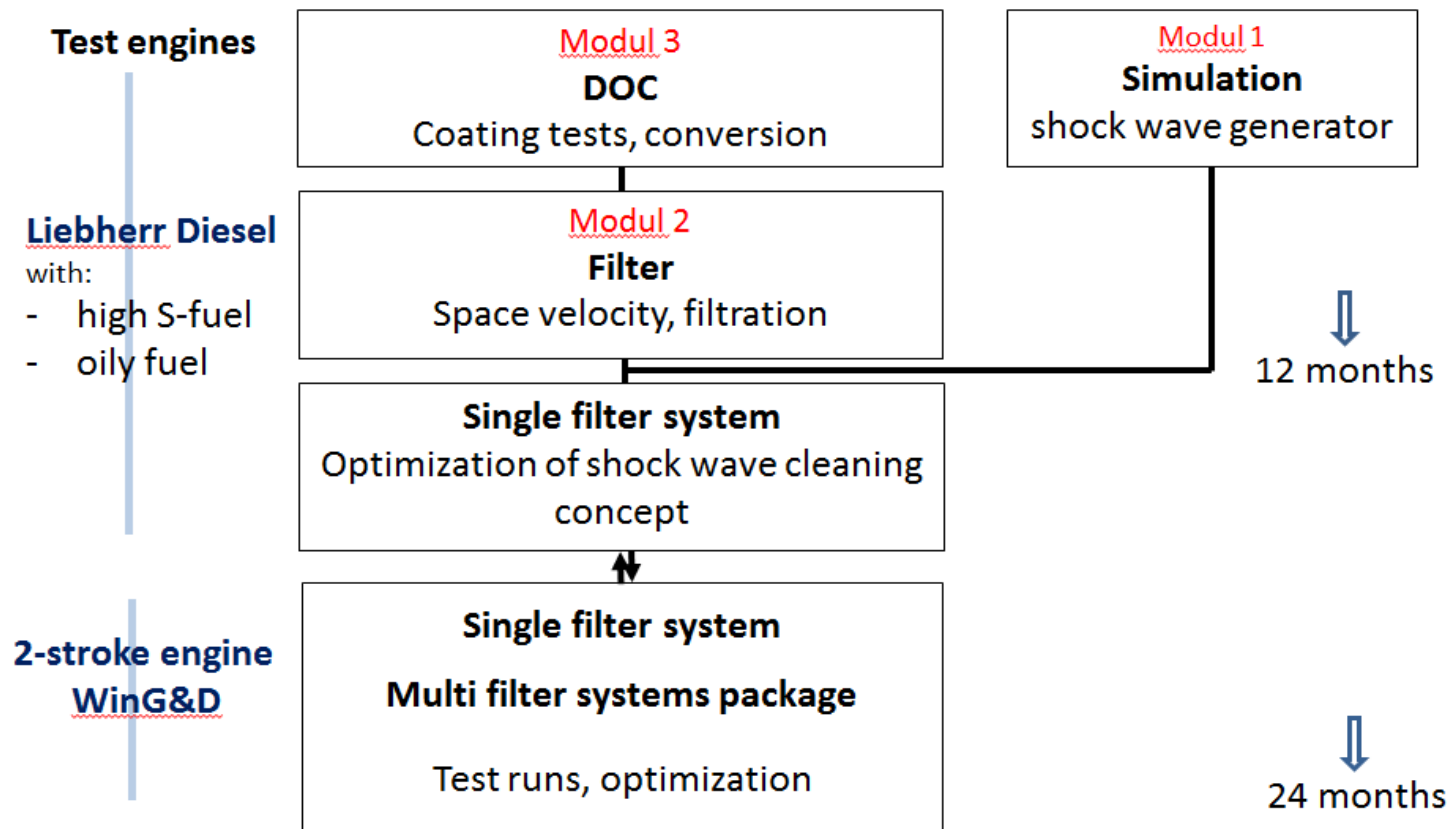 Test engines
Modul 3
DOC
Coating tests, conversion
Modul 1
Simulation
shock wave generator
Liebherr Diesel
with:
- high S-fuel
- oily fuel
Modul 2
Filter
Space velocity, filtration
12 months
Single filter system
Optimization of shock wave cleaning
concept
2-stroke engine
WinG&D
Single filter system
Multi filter systems package
Test runs, optimization
24 months